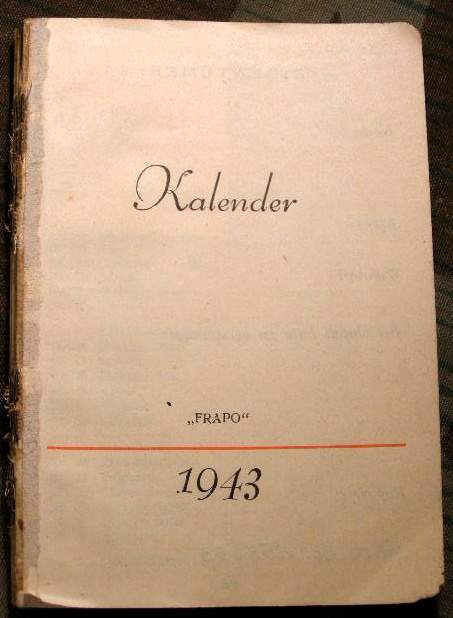 Kalender
„FRAPO“
1943